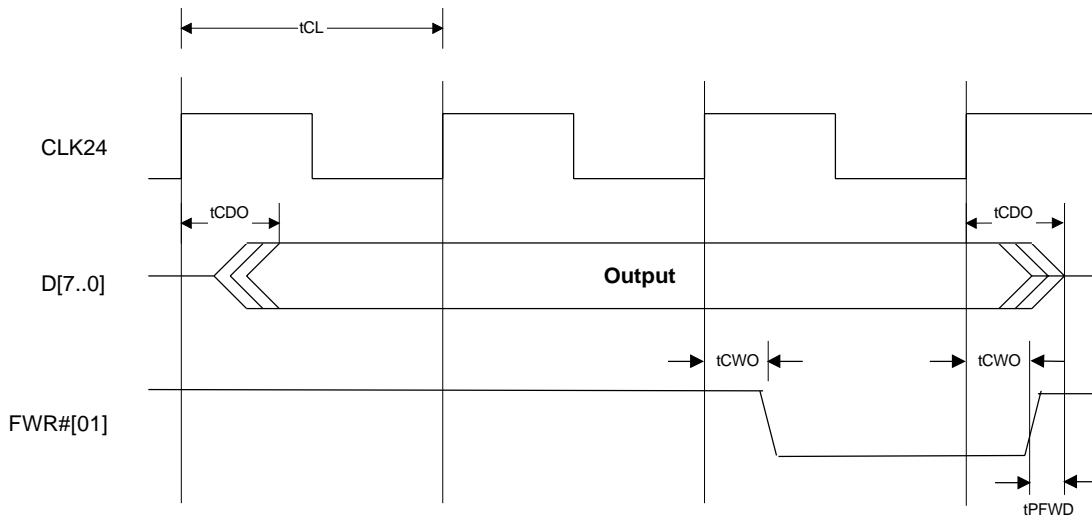 tCL
CLK24
tCDO tCDO
D[7..0] Output
tCWO tCWO
FWR#[01]
tPFWD